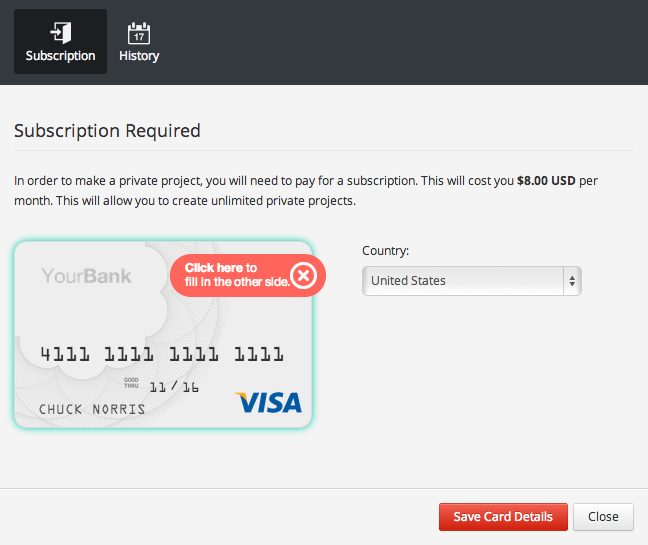 Subscription
17
History
Subscription Required
In order to make a private project, you will need to pay for a subscription. This will cost you $8.00 USD per
month. This will allow you to create unlimited private projects.
YourBank
Click here to
fill in the other side.
4111 1111 1111 1111
GOOD
THRU
11/16
CHUCK NORRIS
VISA
Country:
United States
Save Card Details
Close